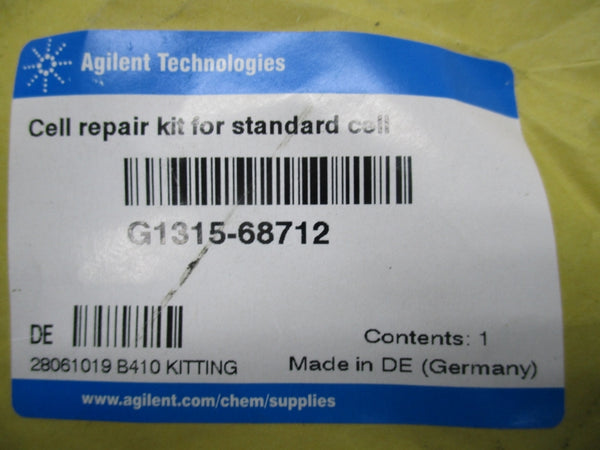 Agilent Technologies
Cell repair kit for standard cell
G1315-68712
DE
28061019 B410 KITTING
Contents: 1
Made in DE (Germany)
www.agilent.com/chem/supplies